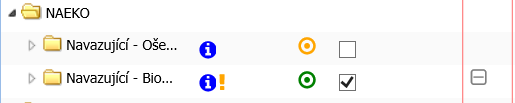 NAEKO
Navazující - Oše...
Navazující - Bio...